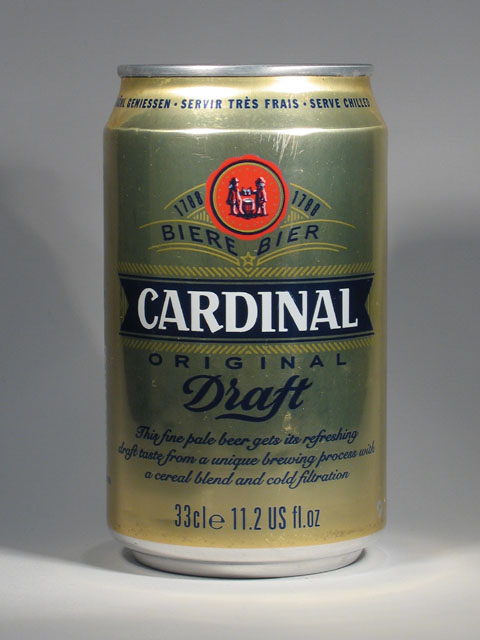 GENIESSEN · SERVIR TRÈS FRAIS · SERVE CHILLED
1788 1788
BIERE BIER
CARDINAL
ORIGINAL
Draft
This fine pale beer gets its refreshing
draft taste from a unique brewing process with
a cereal blend and cold filtration
33cl e 11.2 US fl.oz